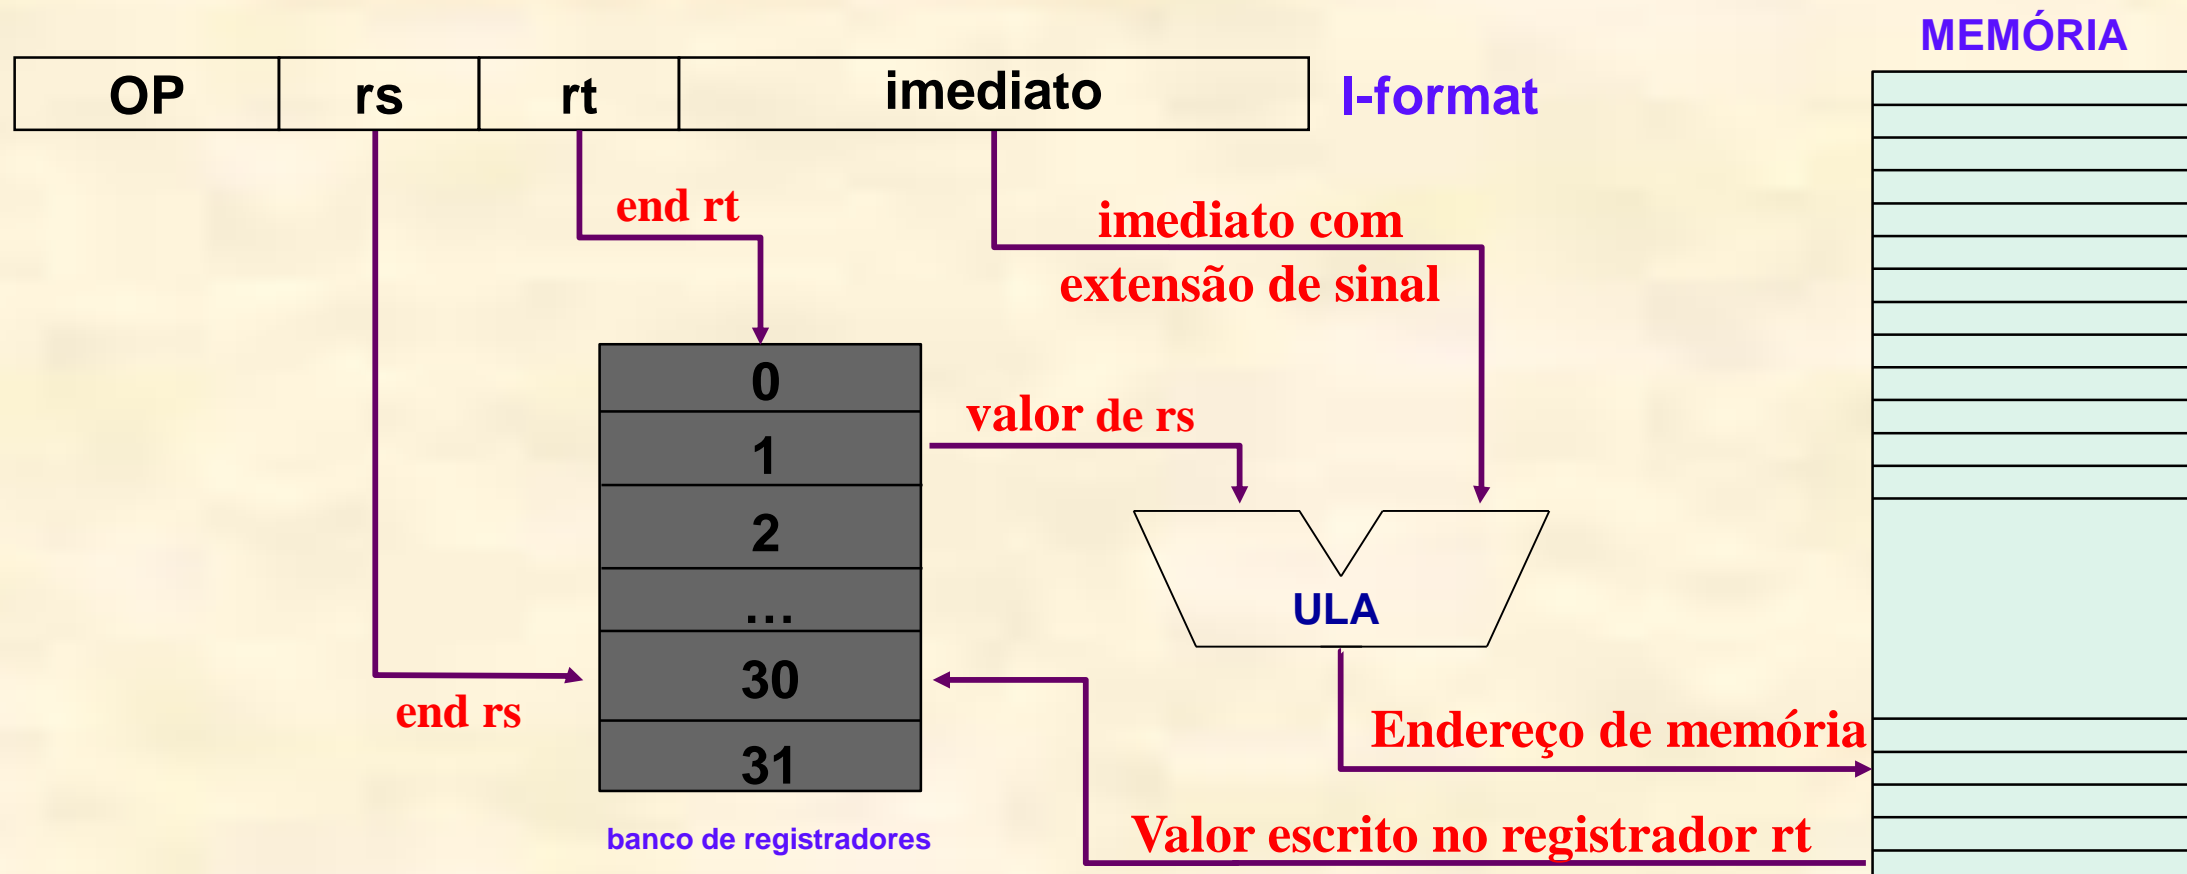 MEMÓRIA
OP rs rt imediato I-format
end rt
imediato com
extensão de sinal
0
valor de rs
1
2
ULA
…
30
end rs
Endereço de memória
31
banco de registradores
Valor escrito no registrador rt